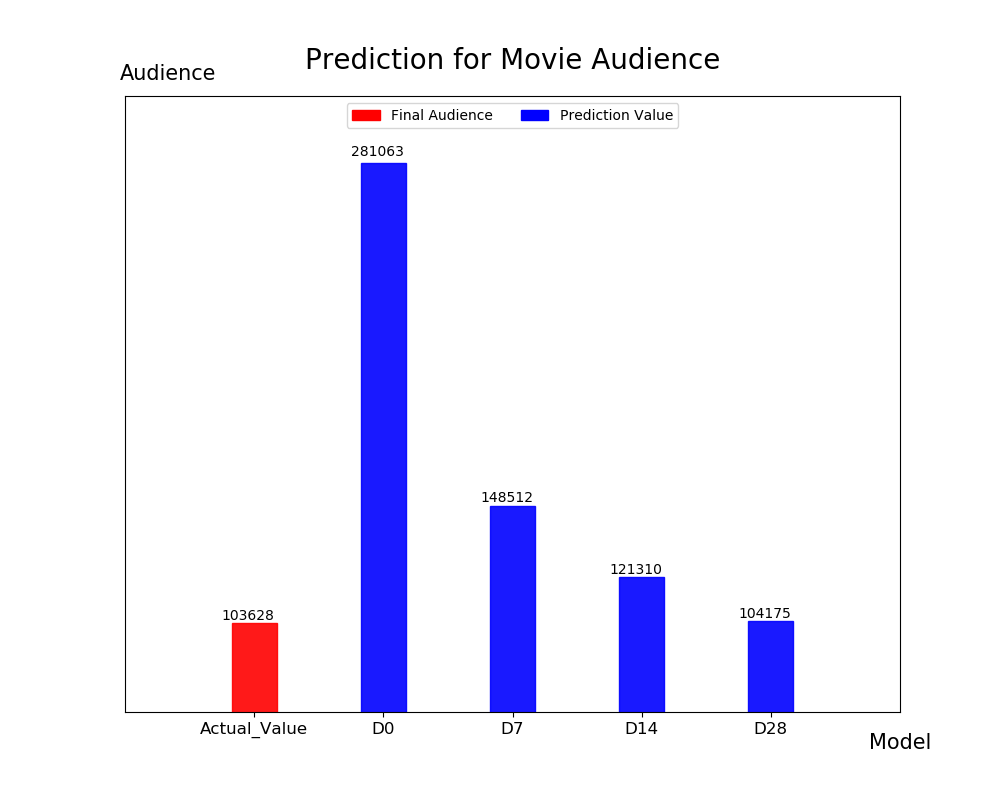 Prediction for Movie Audience
Audience
Final Audience
Prediction Value
281063
148512
121310
104175
103628
Actual_Value
D0
D7
D14
D28
Model